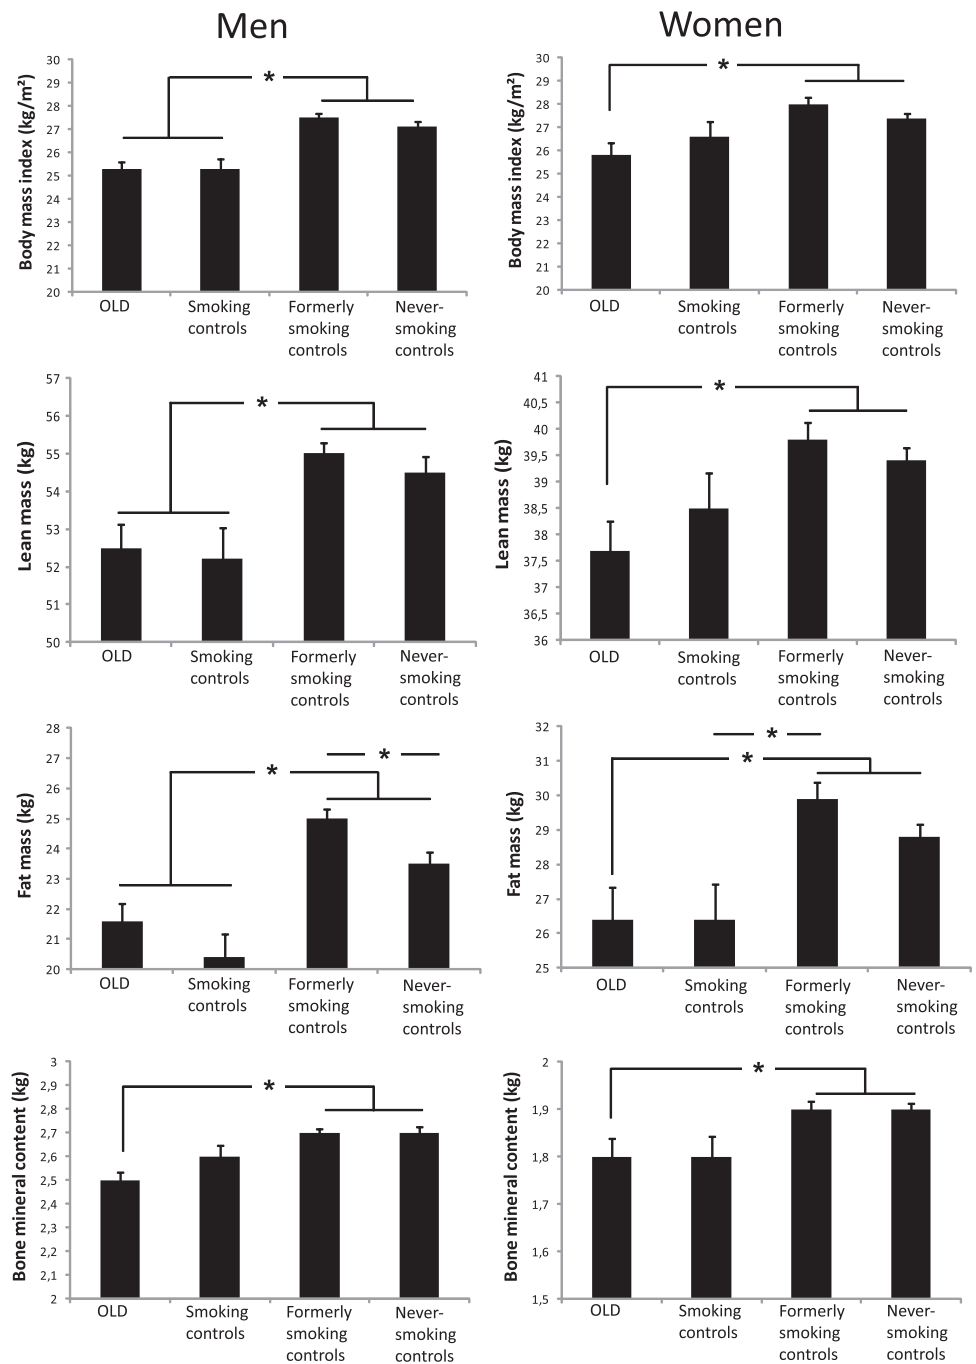 Men
Body mass index (kg/m²)
30
29
28
27
26
25
24
23
22
21
20
*
OLD
Smoking
controls
Formerly
smoking
controls
Never-
smoking
controls
Women
Body mass index (kg/m²)
30
29
28
27
26
25
24
23
22
21
20
*
OLD
Smoking
controls
Formerly
smoking
controls
Never-
smoking
controls
Lean mass (kg)
57
56
55
54
53
52
51
50
*
OLD
Smoking
controls
Formerly
smoking
controls
Never-
smoking
controls
Lean mass (kg)
41
40,5
40
39,5
39
38,5
38
37,5
37
36,5
36
*
OLD
Smoking
controls
Formerly
smoking
controls
Never-
smoking
controls
Fat mass (kg)
28
27
26
25
24
23
22
21
20
*
*
OLD
Smoking
controls
Formerly
smoking
controls
Never-
smoking
controls
Fat mass (kg)
32
31
30
29
28
27
26
25
*
*
OLD
Smoking
controls
Formerly
smoking
controls
Never-
smoking
controls
Bone mineral content (kg)
3
2,9
2,8
2,7
2,6
2,5
2,4
2,3
2,2
2,1
2
*
OLD
Smoking
controls
Formerly
smoking
controls
Never-
smoking
controls
Bone mineral content (kg)
2
1,9
1,8
1,7
1,6
1,5
*
OLD
Smoking
controls
Formerly
smoking
controls
Never-
smoking
controls